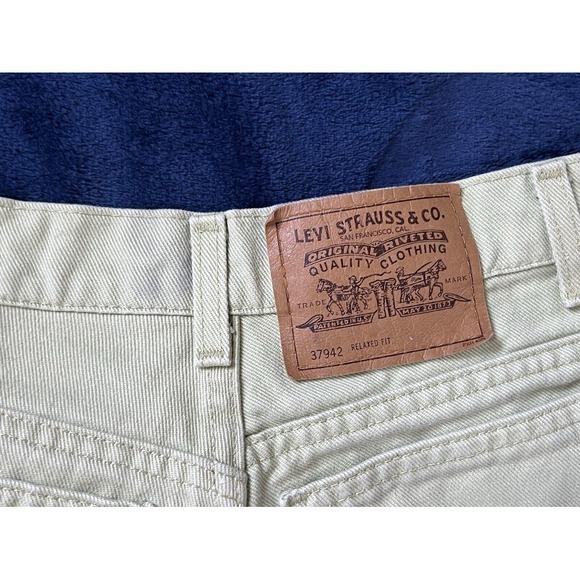 LEVI STRAUSS & CO.
SAN FRANCISCO, CAL.
ORIGINAL RIVETED
QUALITY CLOTHING
TRADE MARK
PATENTED IN U.S. MAY 20 1873
37942 RELAXED FIT